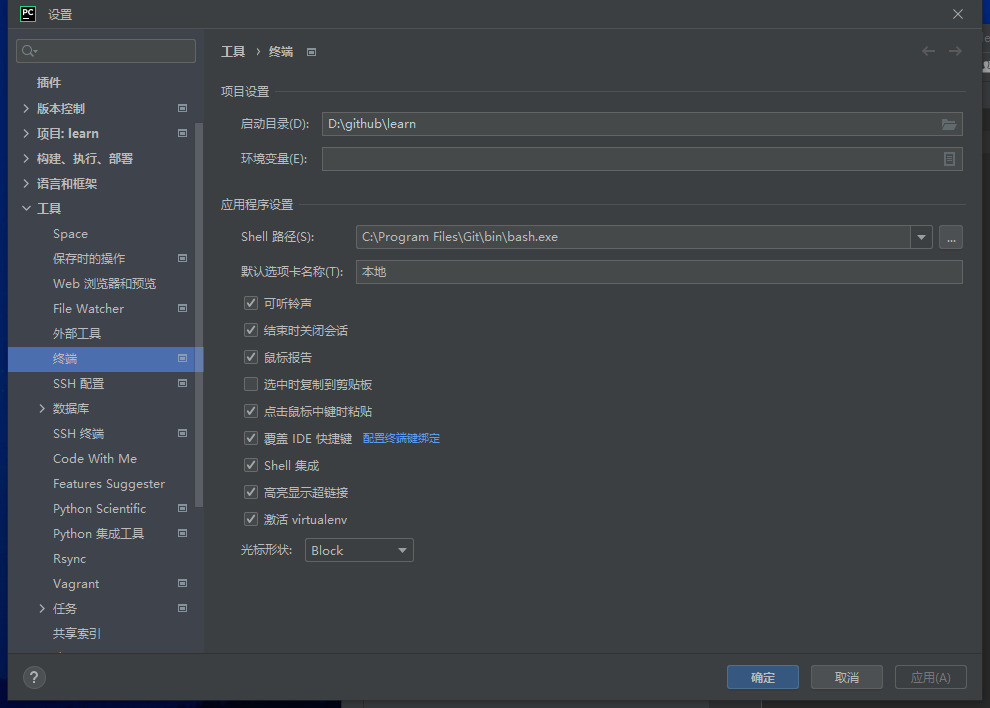 PC 设置
工具 › 终端
插件
版本控制
项目: learn
构建、执行、部署
语言和框架
工具
Space
保存时的操作
Web 浏览器和预览
File Watcher
外部工具
终端
SSH 配置
数据库
SSH 终端
Code With Me
Features Suggester
Python Scientific
Python 集成工具
Rsync
Vagrant
任务
共享索引
项目设置
启动目录(D): D:\github\learn
环境变量(E):
应用程序设置
Shell 路径(S): C:\Program Files\Git\bin\bash.exe ...
默认选项卡名称(T): 本地
可听铃声
结束时关闭会话
鼠标报告
选中时复制到剪贴板
点击鼠标中键时粘贴
覆盖 IDE 快捷键 配置终端键绑定
Shell 集成
高亮显示超链接
激活 virtualenv
光标形状: Block
? 确定 取消 应用(A)